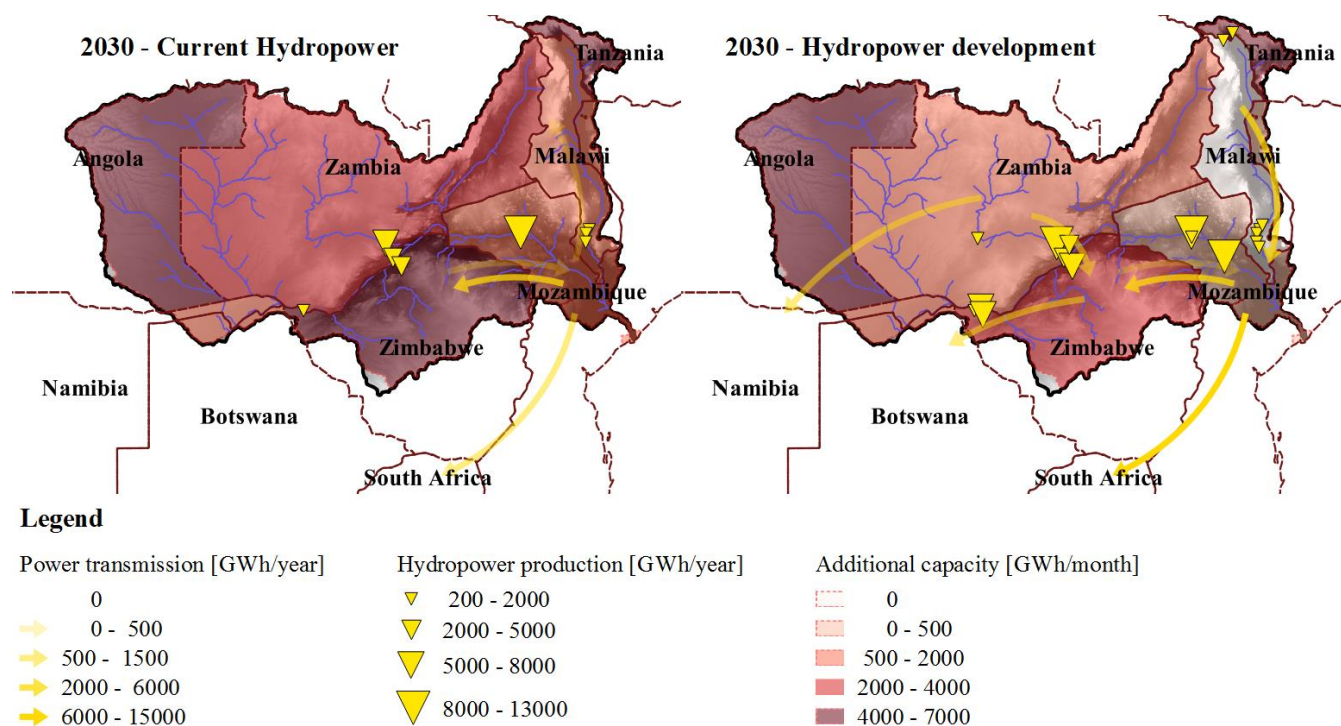 2030 - Current Hydropower
Tanzania
Angola
Zambia
Malawi
Mozambique
Zimbabwe
Namibia
Botswana
South Africa
2030 - Hydropower development
Tanzania
Angola
Zambia
Malawi
Mozambique
Zimbabwe
Namibia
Botswana
South Africa
Legend
Power transmission [GWh/year]
0
0 - 500
500 - 1500
2000 - 6000
6000 - 15000
Hydropower production [GWh/year]
200 - 2000
2000 - 5000
5000 - 8000
8000 - 13000
Additional capacity [GWh/month]
0
0 - 500
500 - 2000
2000 - 4000
4000 - 7000